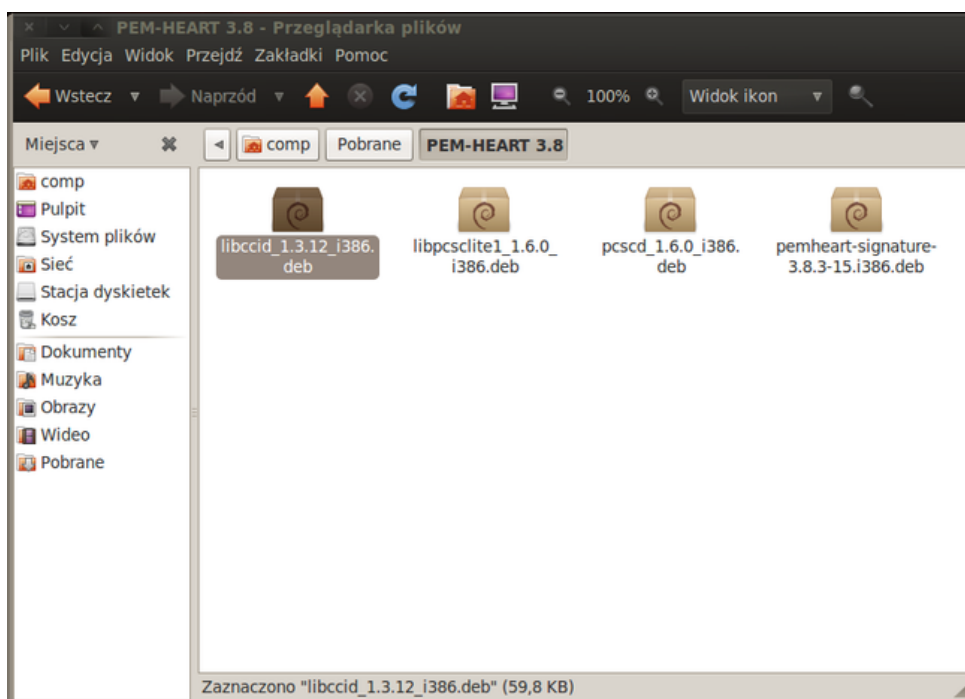 PEM-HEART 3.8 - Przeglądarka plików
Plik Edycja Widok Przejdź Zakładki Pomoc
Wstecz Naprzód 100% Widok ikon
Miejsca comp Pobrane PEM-HEART 3.8
comp
Pulpit
System plików
Sieć
Stacja dyskietek
Kosz
Dokumenty
Muzyka
Obrazy
Wideo
Pobrane
libccid_1.3.12_i386.
deb
libpcsclite1_1.6.0_
i386.deb
pcscd_1.6.0_i386.
deb
pemheart-signature-
3.8.3-15.i386.deb
Zaznaczono "libccid_1.3.12_i386.deb" (59,8 KB)